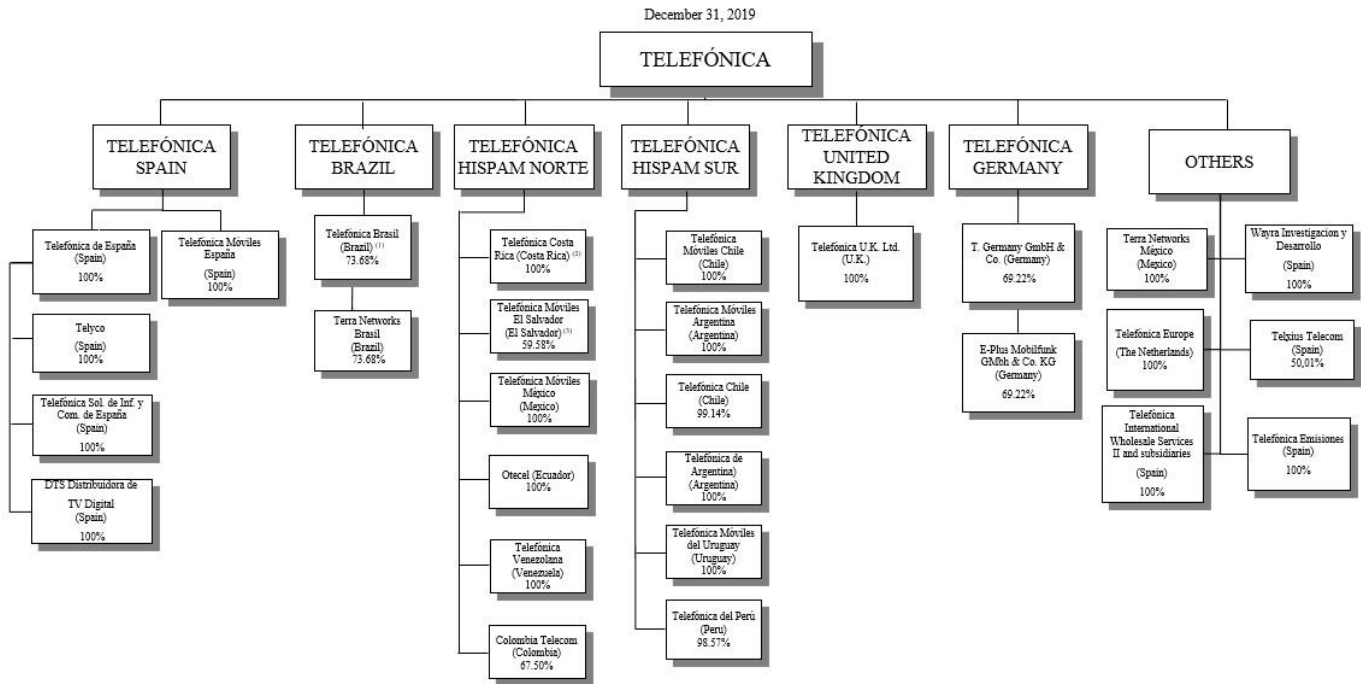 December 31, 2019
TELEFÓNICA
TELEFÓNICA
SPAIN
TELEFÓNICA
BRAZIL
TELEFÓNICA
HISPAM NORTE
TELEFÓNICA
HISPAM SUR
TELEFÓNICA
UNITED
KINGDOM
TELEFÓNICA
GERMANY
OTHERS
Telefónica de España
(Spain)
100%
Telefónica Móviles
España
(Spain)
100%
Telyco
(Spain)
100%
Telefónica Sol. de Inf. y
Com. de España
(Spain)
100%
DTS Distribuidora de
TV Digital
(Spain)
100%
Telefónica Brasil
(Brazil) (1)
73.68%
Terra Networks
Brasil
(Brazil)
73.68%
Telefónica Costa
Rica (Costa Rica) (2)
100%
Telefónica Móviles
El Salvador
(El Salvador) (3)
59.58%
Telefónica Móviles
México
(Mexico)
100%
Otecel (Ecuador)
100%
Telefónica
Venezolana
(Venezuela)
100%
Colombia Telecom
(Colombia)
67.50%
Telefónica
Móviles Chile
(Chile)
100%
Telefónica Móviles
Argentina
(Argentina)
100%
Telefónica Chile
(Chile)
99.14%
Telefónica de
Argentina)
(Argentina)
100%
Telefónica Móviles
del Uruguay
(Uruguay)
100%
Telefónica del Perú
(Peru)
98.57%
Telefónica U.K. Ltd.
(U.K.)
100%
T. Germany GmbH &
Co. (Germany)
69.22%
E-Plus Mobilfunk
GMbh & Co. KG
(Germany)
69.22%
Terra Networks
México
(Mexico)
100%
Wayra Investigacion y
Desarrollo
(Spain)
100%
Telefónica Europe
(The Netherlands)
100%
Telxius Telecom
(Spain)
50,01%
Telefónica
International
Wholesale Services
II and subsidiaries
(Spain)
100%
Telefónica Emisiones
(Spain)
100%